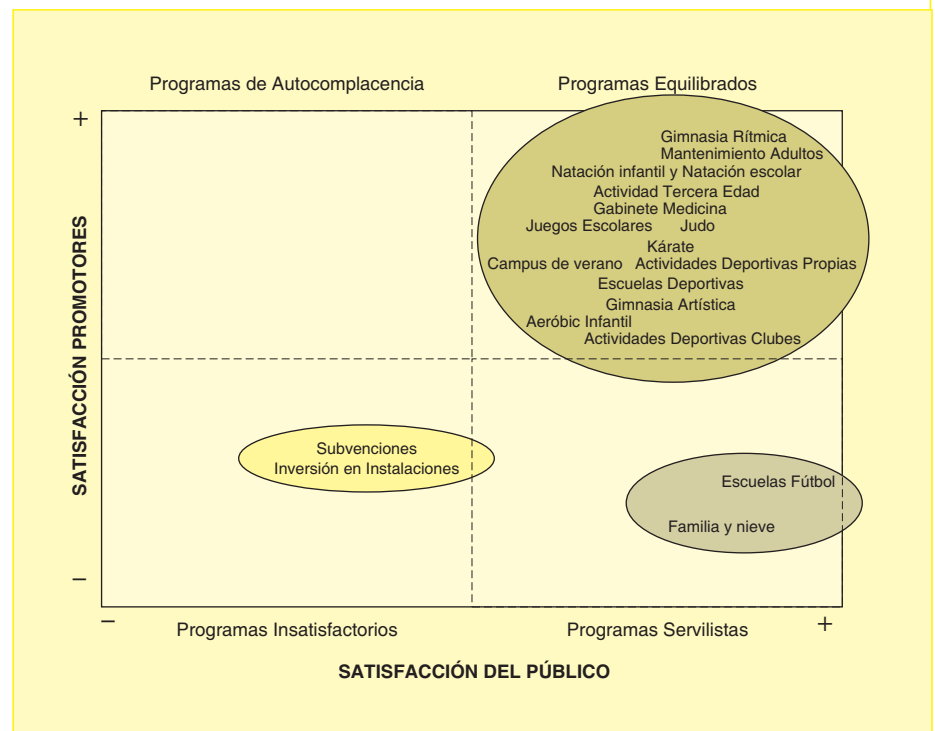 Programas de Autocomplacencia
Programas Equilibrados
+
Gimnasia Rítmica
Mantenimiento Adultos
Natación infantil y Natación escolar
Actividad Tercera Edad
Gabinete Medicina
Juegos Escolares Judo
Kárate
Campus de verano Actividades Deportivas Propias
Escuelas Deportivas
Gimnasia Artística
Aeróbic Infantil
Actividades Deportivas Clubes
SATISFACCIÓN PROMOTORES
Subvenciones
Inversión en Instalaciones
Escuelas Fútbol
Familia y nieve
–
–
+
Programas Insatisfactorios
Programas Servilistas
SATISFACCIÓN DEL PÚBLICO